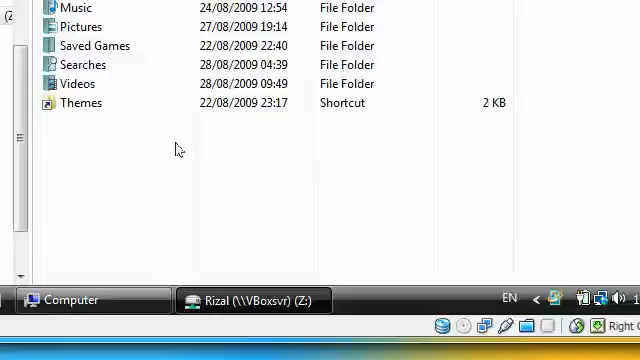 Music 24/08/2009 12:54 File Folder
Pictures 27/08/2009 19:14 File Folder
Saved Games 22/08/2009 22:40 File Folder
Searches 28/08/2009 04:39 File Folder
Videos 28/08/2009 09:49 File Folder
Themes 22/08/2009 23:17 Shortcut 2 KB
Computer Rizal (\\VBoxsvr) (Z:) EN
Right